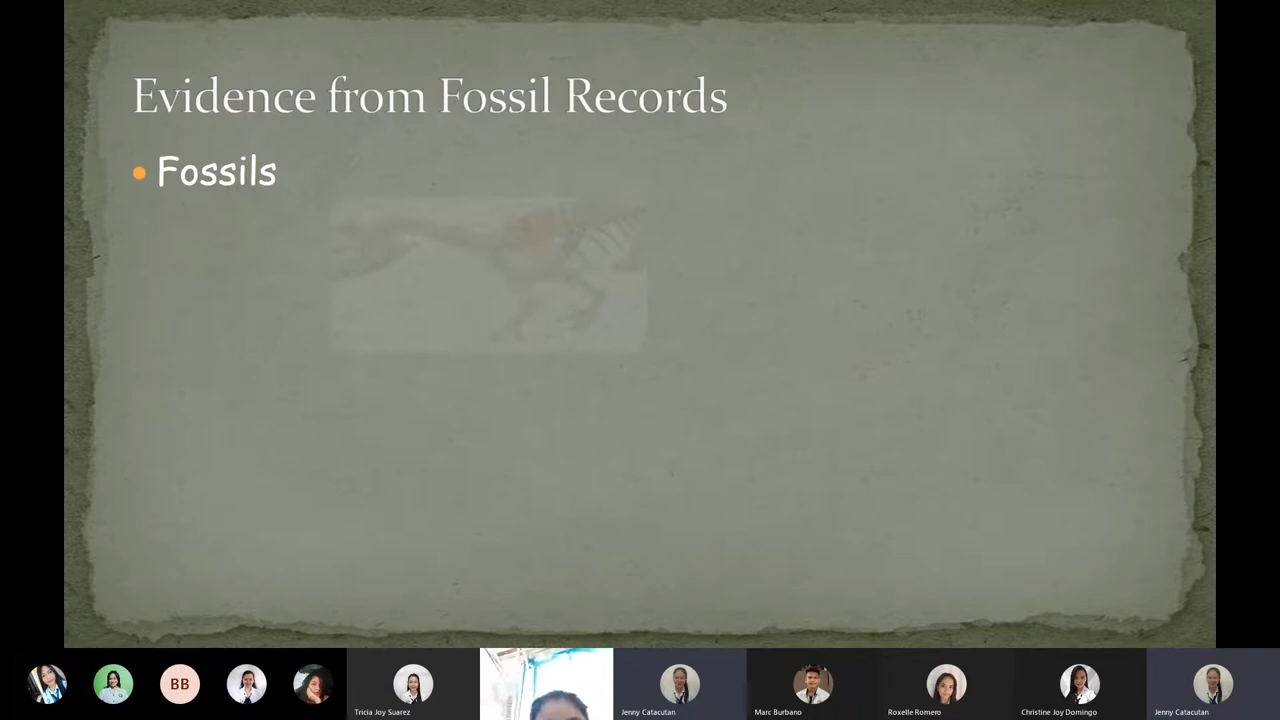 Evidence from Fossil Records
Fossils
BB
Tricia Joy Suarez
Jenny Catacutan
Marc Burbano
Roxelle Romero
Christine Joy Domingo
Jenny Catacutan